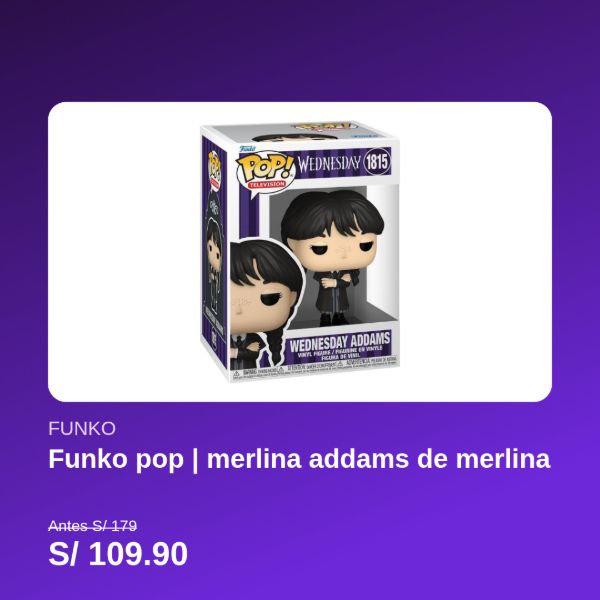 Funko
POP!
TELEVISION
WEDNESDAY
1815
WEDNESDAY ADDAMS
VINYL FIGURE / FIGURINE EN VINYLE
FIGURA DE VINIL
FUNKO
Funko pop | merlina addams de merlina
Antes S/ 179
S/ 109.90